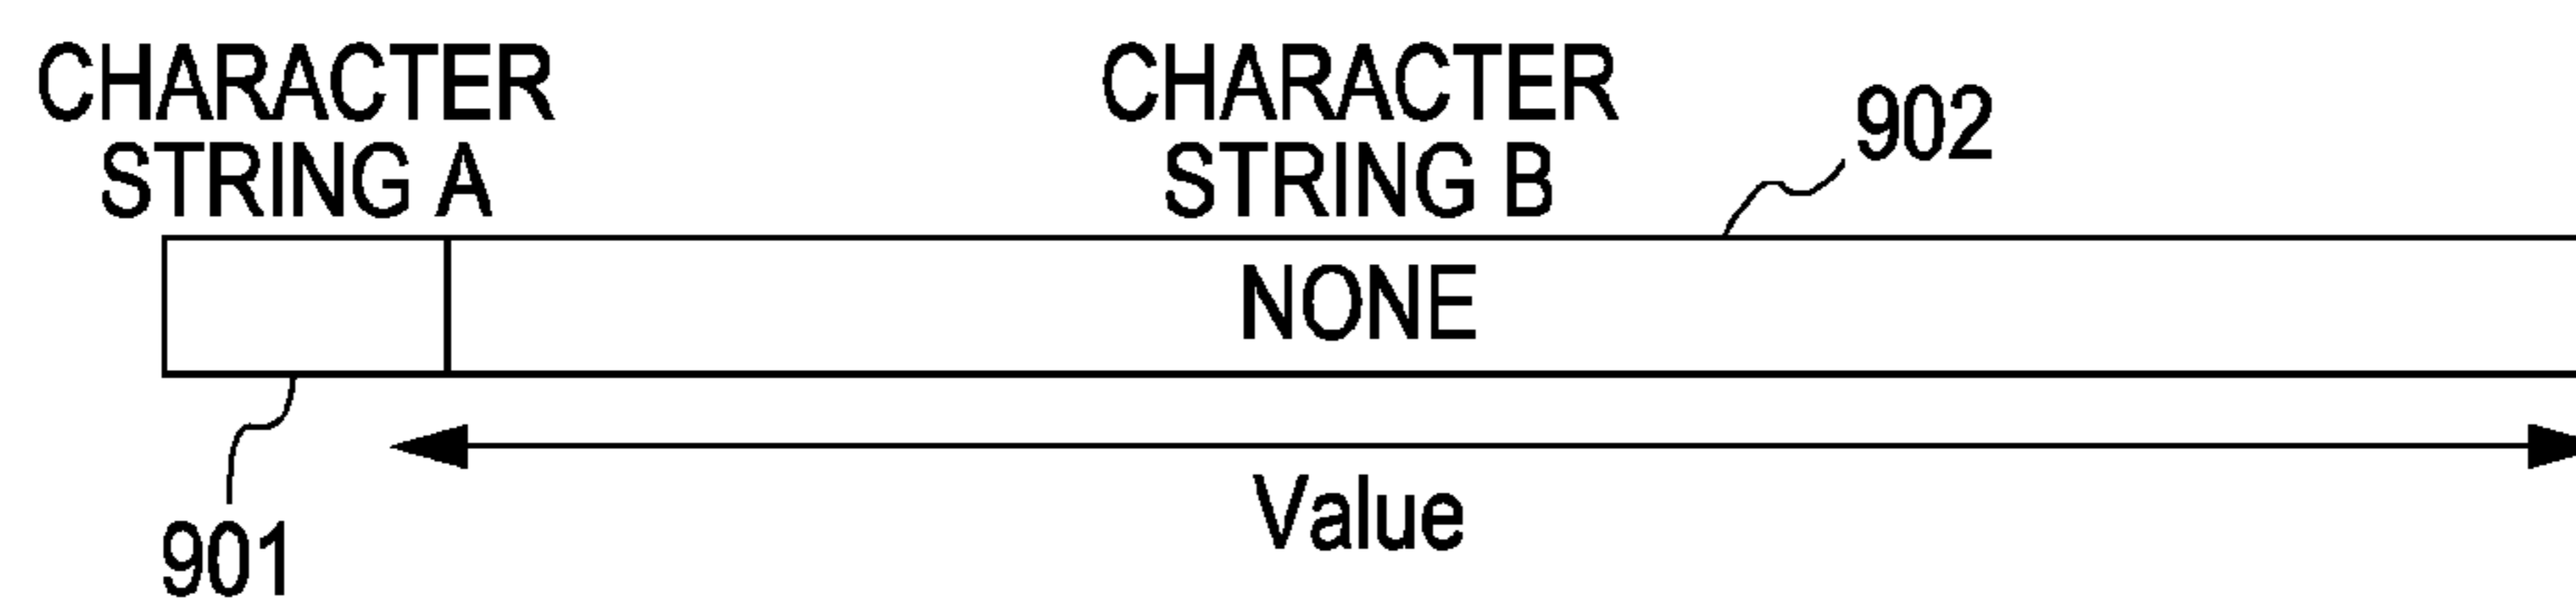 CHARACTER
STRING A
CHARACTER
STRING B
902
NONE
Value
901